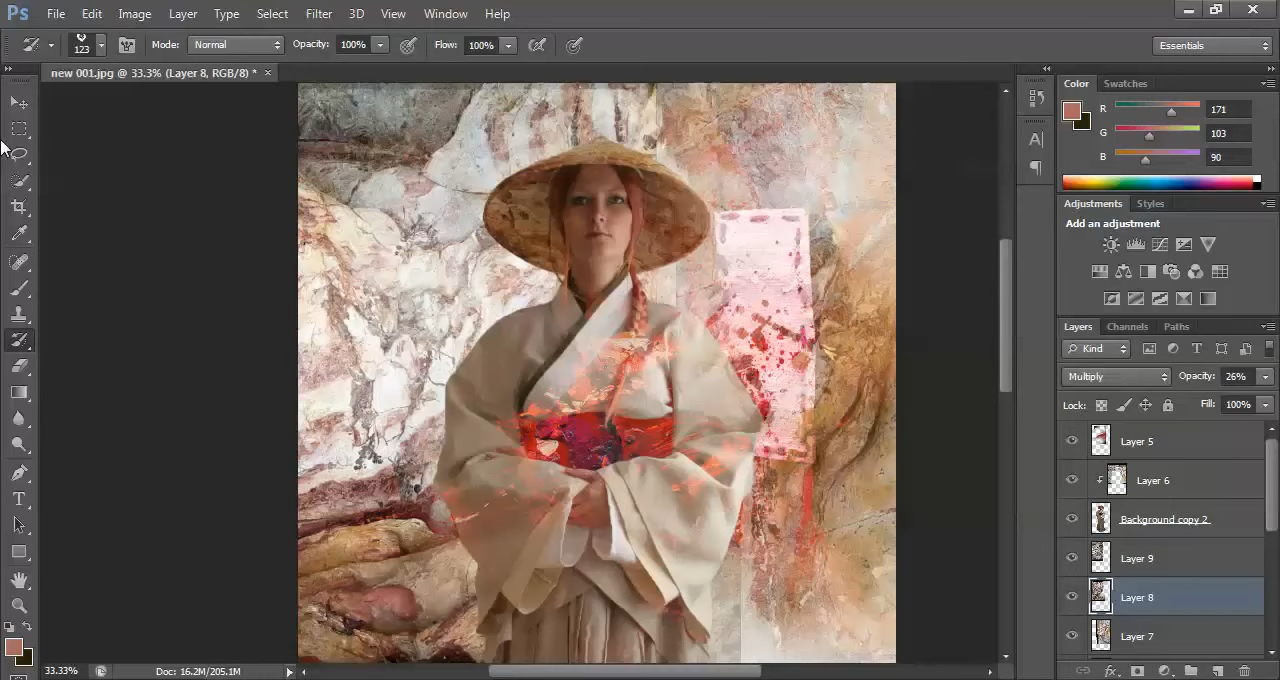 Ps File Edit Image Layer Type Select Filter 3D View Window Help
123 Mode: Normal Opacity: 100% Flow: 100% Essentials
new 001.jpg @ 33.3% (Layer 8, RGB/8) * ×
Color Swatches
R 171
G 103
B 90
Adjustments Styles
Add an adjustment
Layers Channels Paths
Kind
Multiply Opacity: 26%
Lock: Fill: 100%
Layer 5
Layer 6
Background copy 2
Layer 9
Layer 8
Layer 7
33.33% Doc: 16.2M/205.1M